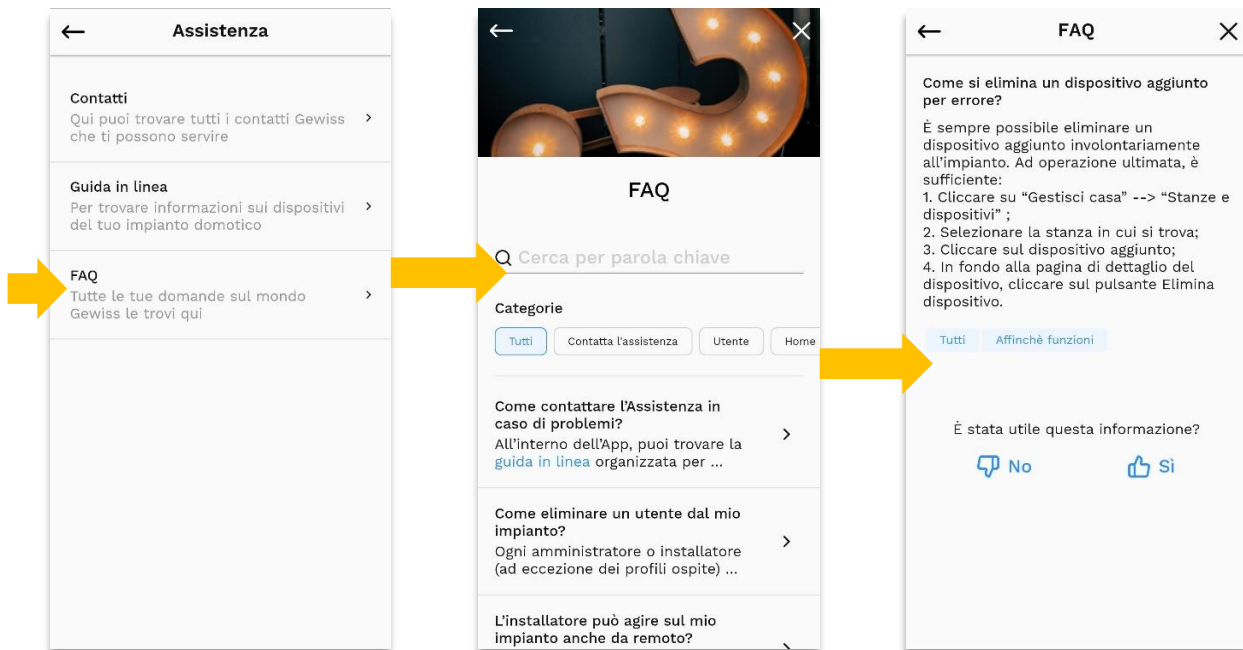 Assistenza
Contatti
Qui puoi trovare tutti i contatti Gewiss
che ti possono servire
Guida in linea
Per trovare informazioni sui dispositivi
del tuo impianto domotico
FAQ
Tutte le tue domande sul mondo
Gewiss le trovi qui
FAQ
Cerca per parola chiave
Categorie
Tutti
Contatta l'assistenza
Utente
Home
Come contattare l'Assistenza in
caso di problemi?
All'interno dell'App, puoi trovare la
guida in linea organizzata per ...
Come eliminare un utente dal mio
impianto?
Ogni amministratore o installatore
(ad eccezione dei profili ospite) ...
L'installatore può agire sul mio
impianto anche da remoto?
FAQ
Come si elimina un dispositivo aggiunto
per errore?
È sempre possibile eliminare un
dispositivo aggiunto involontariamente
all'impianto. Ad operazione ultimata, è
sufficiente:
1. Cliccare su “Gestisci casa” --> “Stanze e
dispositivi” ;
2. Selezionare la stanza in cui si trova;
3. Cliccare sul dispositivo aggiunto;
4. In fondo alla pagina di dettaglio del
dispositivo, cliccare sul pulsante Elimina
dispositivo.
Tutti
Affinchè funzioni
È stata utile questa informazione?
No
Sì